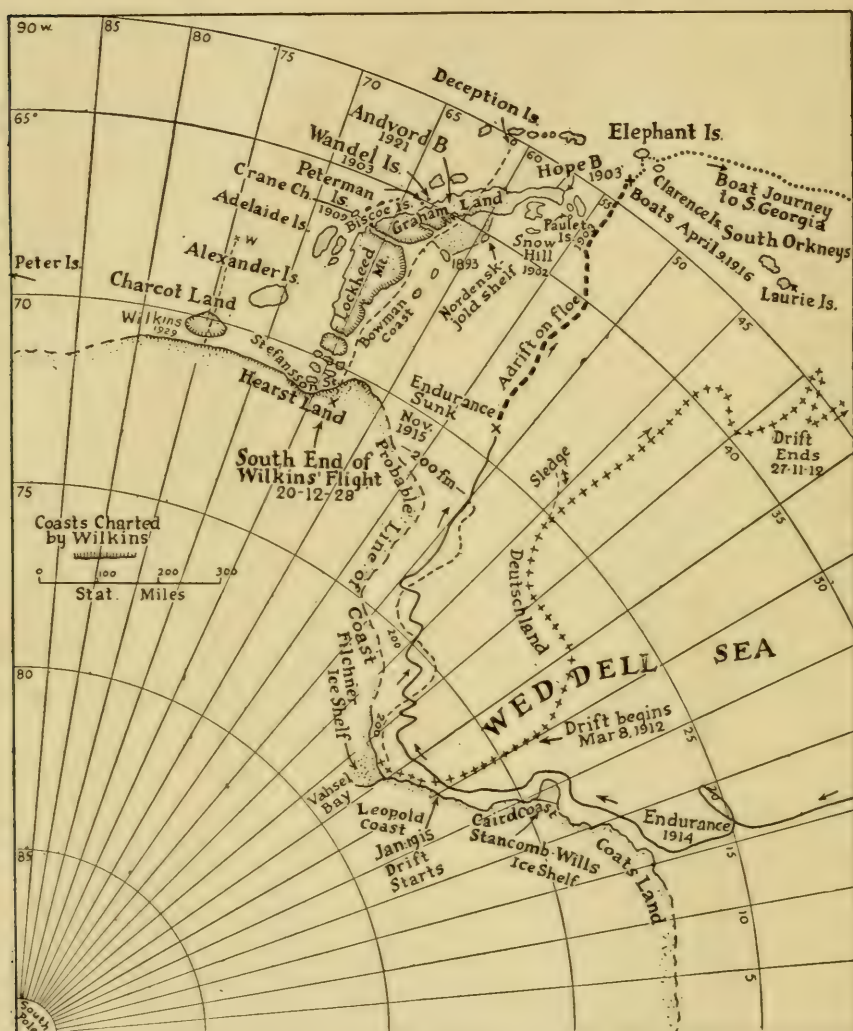 90 w.
85
80
75
70
65
60
60
55
50
45
40
35
30
25
20
15
10
5
65°
70
75
80
85
Deception Is.
Andvord B
1921
Wandel Is.
1903
Peterman
Is.
Crane Ch.
1902
Biscoe Is.
Adelaide Is.
Graham Land
Hope B
1903
Elephant Is.
Boat Journey
to S. Georgia
Clarence Is.
Boats April 9, 1916
South Orkneys
Laurie Is.
Paulet
Is.
1903
Snow
Hill
1902
1893
Nordensk-
jold Shelf
Peter Is.
W
Alexander Is.
Charcot Land
Wilkins
1929
Lockheed
Mt.
Bowman
coast
Stefansson
St.
Hearst Land
Adrift on floe
Endurance
Sunk
Nov.
1915
South End of
Wilkins' Flight
20-12-28
200 fm
Probable Line of Coast
Coasts Charted
by Wilkins
0 100 200 300
Stat. Miles
Sledge
Drift
Ends
27-11-12
Deutschland
WEDDELL SEA
200
200
Filchner
Ice Shelf
Drift begins
Mar 8, 1912
Vahsel
Bay
Leopold
Coast
Jan. 1915
Drift
Starts
Caird Coast
Stancomb-Wills
Ice Shelf
Coats Land
Endurance
1914
South
Pole